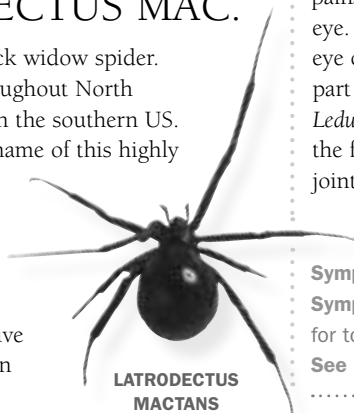 ECTUS MAC.
ck widow spider.
ughout North
n the southern US.
name of this highly
ive
n
LATRODECTUS
MACTANS
eye.
eye
part
Ledu
the f
joint
Symp
Symp
for to
See